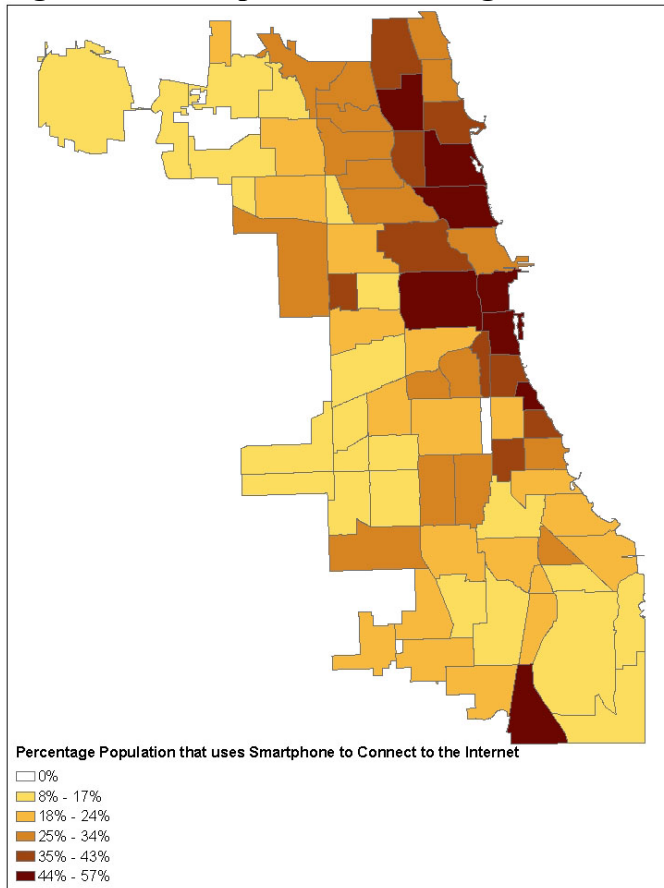 Percentage Population that uses Smartphone to Connect to the Internet
0%
8% - 17%
18% - 24%
25% - 34%
35% - 43%
44% - 57%